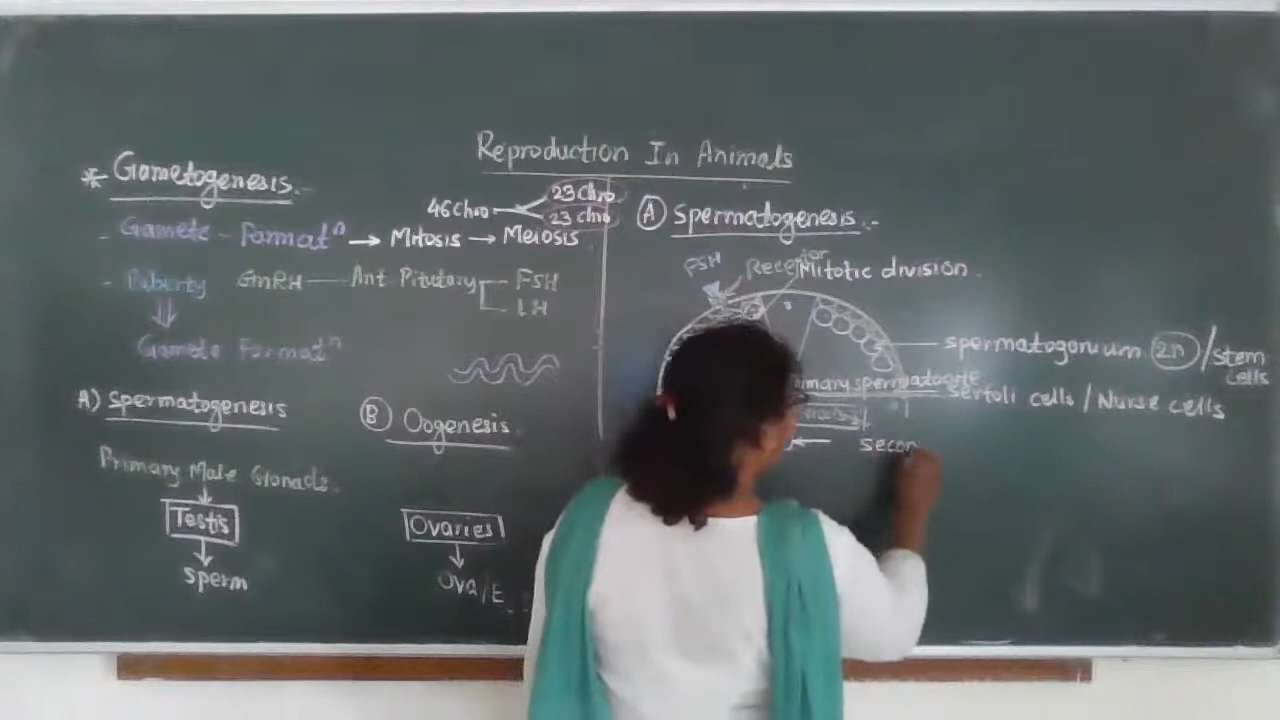 Reproduction In Animals
* Gametogenesis.-
46 chro
23 chro
23 chro
- Gamete - Formatⁿ → Mitosis → Meiosis
- Puberty GnRH Ant Pitutary FSH
LH
⇓
Gamete Formatⁿ
A) Spermatogenesis
Primary Male Gonads.
Testis
sperm
B Oogenesis.
Ovaries
Ova/E
A Spermatogenesis.-
FSH Receptor
Mitotic division.
spermatogonium 2n / stem cells
spermatocyte
Sertoli cells / Nurse cells
← secon